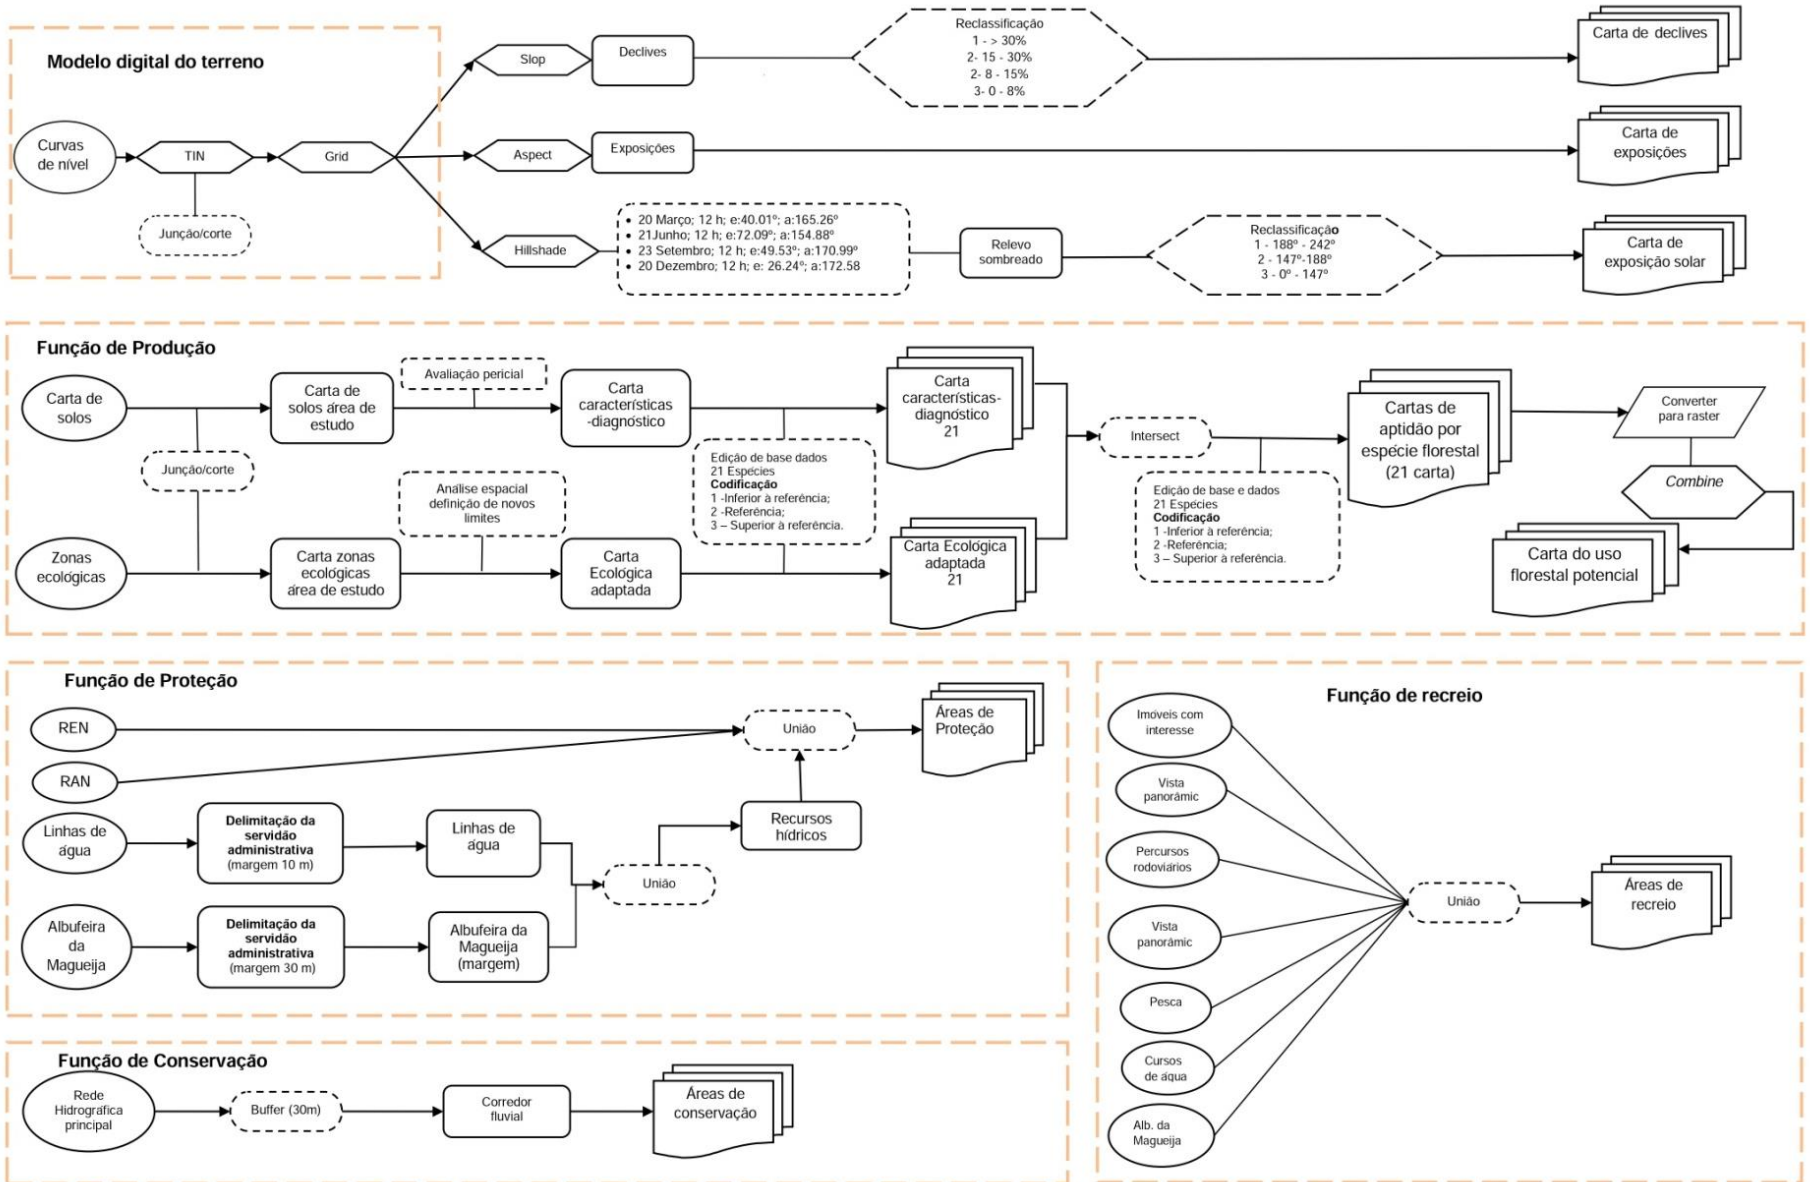 Modelo digital do terreno
Curvas
de nível
TIN
Grid
Junção/corte
Slop
Declives
Reclassificação
1 - > 30%
2- 15 - 30%
2- 8 - 15%
3- 0 - 8%
Carta de declives
Aspect
Exposições
Carta de
exposições
Hillshade
• 20 Março; 12 h; e:40.01º; a:165.26º
• 21Junho; 12 h; e:72.09º; a:154.88º
• 23 Setembro; 12 h; e:49.53º; a:170.99º
• 20 Dezembro; 12 h; e: 26.24º; a:172.58
Relevo
sombreado
Reclassificação
1 - 188º - 242º
2 - 147º-188º
3 - 0º - 147º
Carta de
exposição solar
Função de Produção
Carta de
solos
Junção/corte
Zonas
ecológicas
Carta de
solos área de
estudo
Avaliação pericial
Carta
características
-diagnóstico
Análise espacial
definição de novos
limites
Carta zonas
ecológicas
área de estudo
Carta
Ecológica
adaptada
Edição de base dados
21 Espécies
Codificação
1 -Inferior à referência;
2 -Referência;
3 – Superior à referência.
Carta
características-
diagnóstico
21
Carta Ecológica
adaptada
21
Intersect
Edição de base e dados
21 Espécies
Codificação
1 -Inferior à referência;
2 -Referência;
3 – Superior à referência.
Cartas de
aptidão por
espécie florestal
(21 carta)
Converter
para raster
Combine
Carta do uso
florestal potencial
Função de Proteção
REN
RAN
Linhas de
água
Albufeira
da
Magueija
Delimitação da
servidão
administrativa
(margem 10 m)
Delimitação da
servidão
administrativa
(margem 30 m)
Linhas de
água
Albufeira da
Magueija
(margem)
União
Recursos
hídricos
União
Áreas de
Proteção
Função de Conservação
Rede
Hidrográfica
principal
Buffer (30m)
Corredor
fluvial
Áreas de
conservação
Função de recreio
Imóveis com
interesse
Vista
panorâmic
Percursos
rodoviários
Vista
panorâmic
Pesca
Cursos
de água
Alb. da
Magueija
União
Áreas de
recreio